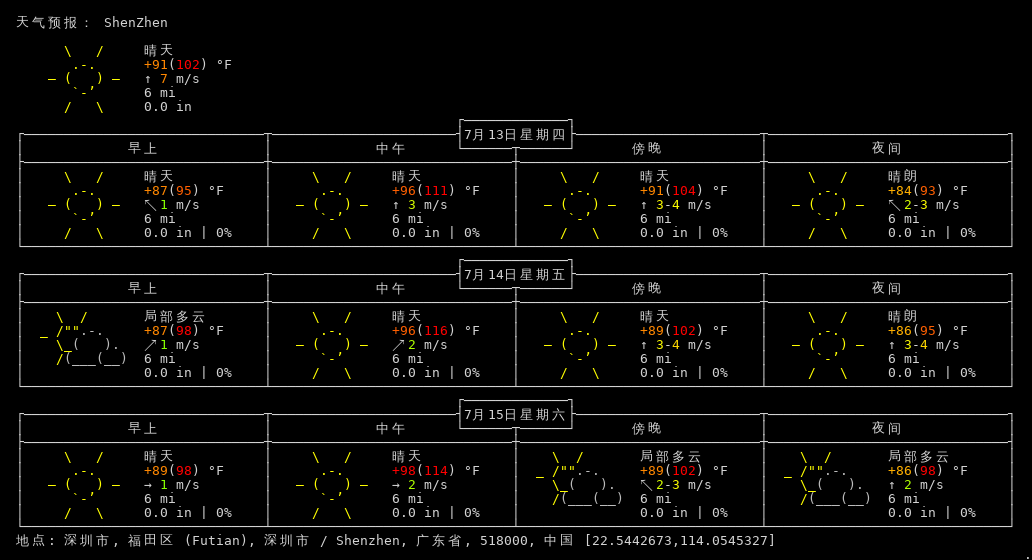 天气预报： ShenZhen
晴天
+91(102) °F
↑ 7 m/s
6 mi
0.0 in
7月13日星期四
早上 中午 傍晚 夜间
晴天 晴天 晴天 晴朗
+87(95) °F +96(111) °F +91(104) °F +84(93) °F
↖ 1 m/s ↑ 3 m/s ↑ 3-4 m/s ↖ 2-3 m/s
6 mi 6 mi 6 mi 6 mi
0.0 in | 0% 0.0 in | 0% 0.0 in | 0% 0.0 in | 0%
7月14日星期五
早上 中午 傍晚 夜间
局部多云 晴天 晴天 晴朗
+87(98) °F +96(116) °F +89(102) °F +86(95) °F
↗ 1 m/s ↗ 2 m/s ↑ 3-4 m/s ↑ 3-4 m/s
6 mi 6 mi 6 mi 6 mi
0.0 in | 0% 0.0 in | 0% 0.0 in | 0% 0.0 in | 0%
7月15日星期六
早上 中午 傍晚 夜间
晴天 晴天 局部多云 局部多云
+89(98) °F +98(114) °F +89(102) °F +86(98) °F
→ 1 m/s → 2 m/s ↖ 2-3 m/s ↑ 2 m/s
6 mi 6 mi 6 mi 6 mi
0.0 in | 0% 0.0 in | 0% 0.0 in | 0% 0.0 in | 0%
地点: 深圳市, 福田区 (Futian), 深圳市 / Shenzhen, 广东省, 518000, 中国 [22.5442673,114.0545327]